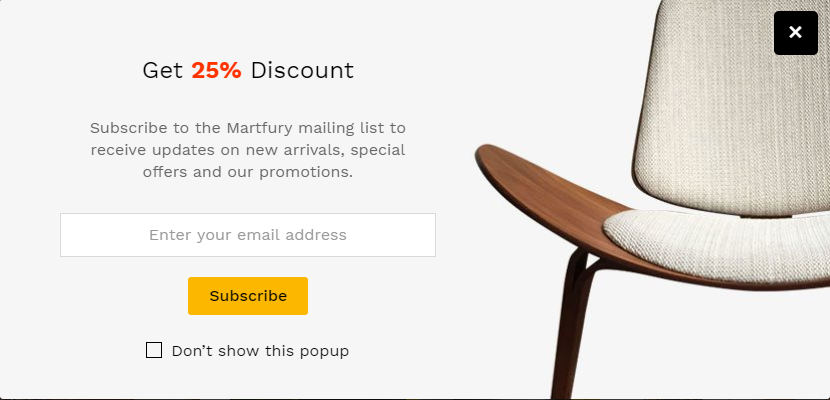 Get 25% Discount
Subscribe to the Martfury mailing list to
receive updates on new arrivals, special
offers and our promotions.
Enter your email address
Subscribe
Don’t show this popup